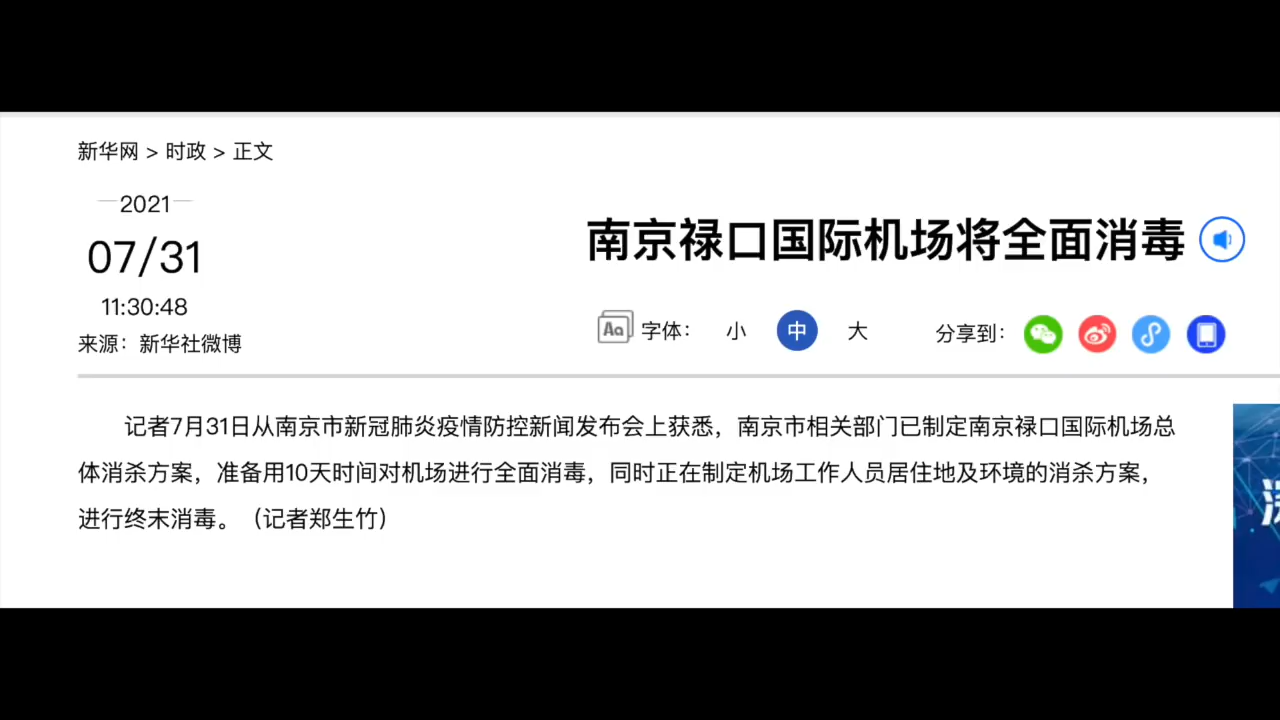 新华网 > 时政 > 正文
2021
07/31
11:30:48
来源：新华社微博
南京禄口国际机场将全面消毒
Aa 字体： 小 中 大 分享到：
记者7月31日从南京市新冠肺炎疫情防控新闻发布会上获悉，南京市相关部门已制定南京禄口国际机场总
体消杀方案，准备用10天时间对机场进行全面消毒，同时正在制定机场工作人员居住地及环境的消杀方案，
进行终末消毒。（记者郑生竹）